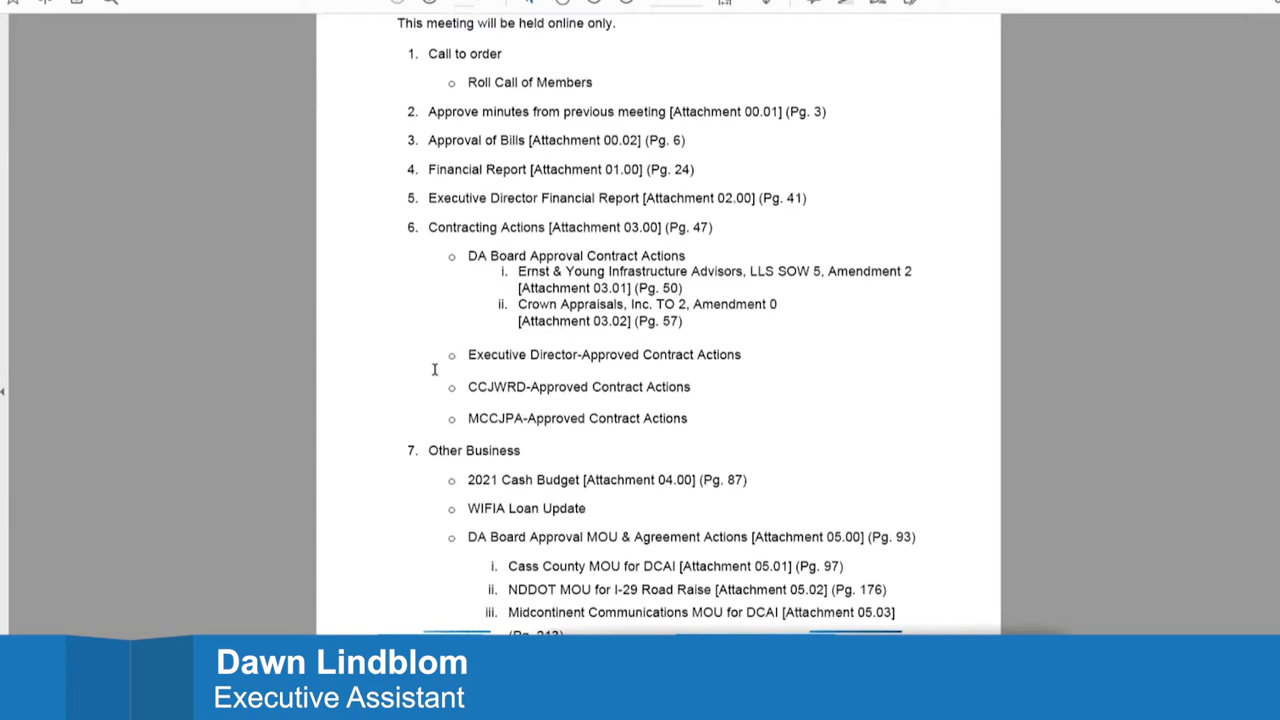 This meeting will be held online only.
1. Call to order
o Roll Call of Members
2. Approve minutes from previous meeting [Attachment 00.01] (Pg. 3)
3. Approval of Bills [Attachment 00.02] (Pg. 6)
4. Financial Report [Attachment 01.00] (Pg. 24)
5. Executive Director Financial Report [Attachment 02.00] (Pg. 41)
6. Contracting Actions [Attachment 03.00] (Pg. 47)
o DA Board Approval Contract Actions
i. Ernst & Young Infrastructure Advisors, LLS SOW 5, Amendment 2
[Attachment 03.01] (Pg. 50)
ii. Crown Appraisals, Inc. TO 2, Amendment 0
[Attachment 03.02] (Pg. 57)
o Executive Director-Approved Contract Actions
o CCJWRD-Approved Contract Actions
o MCCJPA-Approved Contract Actions
7. Other Business
o 2021 Cash Budget [Attachment 04.00] (Pg. 87)
o WIFIA Loan Update
o DA Board Approval MOU & Agreement Actions [Attachment 05.00] (Pg. 93)
i. Cass County MOU for DCAI [Attachment 05.01] (Pg. 97)
ii. NDDOT MOU for I-29 Road Raise [Attachment 05.02] (Pg. 176)
iii. Midcontinent Communications MOU for DCAI [Attachment 05.03]
(Pg. 213)
Dawn Lindblom
Executive Assistant